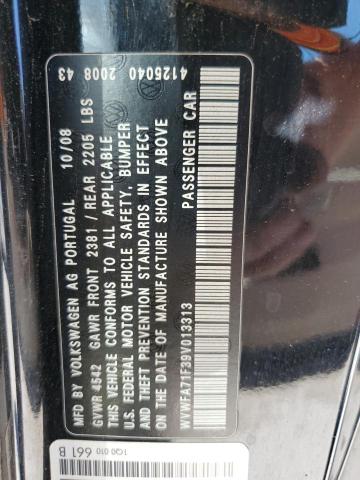 4125040 2008 43
MFD BY VOLKSWAGEN AG PORTUGAL 10/08
GVWR 4542 GAWR FRONT 2381 / REAR 2205 LBS
THIS VEHICLE CONFORMS TO ALL APPLICABLE
U.S. FEDERAL MOTOR VEHICLE SAFETY, BUMPER
AND THEFT PREVENTION STANDARDS IN EFFECT
ON THE DATE OF MANUFACTURE SHOWN ABOVE
WVWFA71F39V013313 PASSENGER CAR
1Q0 010 661 B